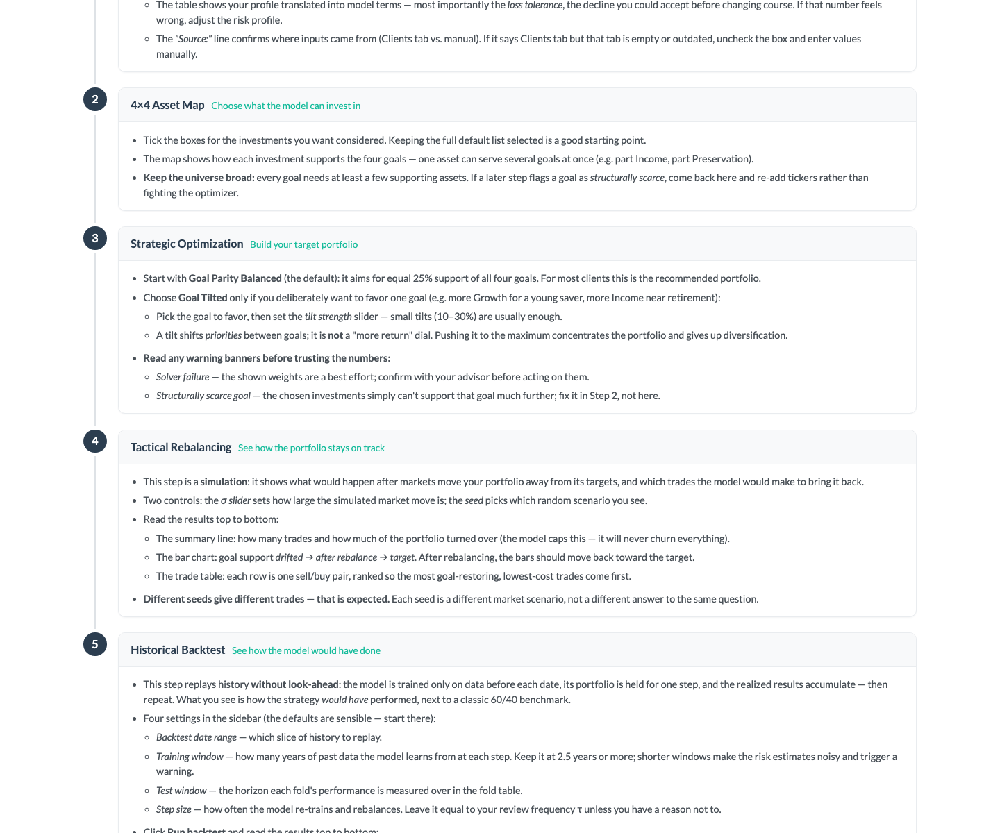 The table shows your profile translated into model terms — most importantly the loss tolerance, the decline you could accept before changing course. If that number feels
wrong, adjust the risk profile.
The "Source:" line confirms where inputs came from (Clients tab vs. manual). If it says Clients tab but that tab is empty or outdated, uncheck the box and enter values
manually.
2
4×4 Asset Map Choose what the model can invest in
Tick the boxes for the investments you want considered. Keeping the full default list selected is a good starting point.
The map shows how each investment supports the four goals — one asset can serve several goals at once (e.g. part Income, part Preservation).
Keep the universe broad: every goal needs at least a few supporting assets. If a later step flags a goal as structurally scarce, come back here and re-add tickers rather than
fighting the optimizer.
3
Strategic Optimization Build your target portfolio
Start with Goal Parity Balanced (the default): it aims for equal 25% support of all four goals. For most clients this is the recommended portfolio.
Choose Goal Tilted only if you deliberately want to favor one goal (e.g. more Growth for a young saver, more Income near retirement):
Pick the goal to favor, then set the tilt strength slider — small tilts (10–30%) are usually enough.
A tilt shifts priorities between goals; it is not a "more return" dial. Pushing it to the maximum concentrates the portfolio and gives up diversification.
Read any warning banners before trusting the numbers:
Solver failure — the shown weights are a best effort; confirm with your advisor before acting on them.
Structurally scarce goal — the chosen investments simply can't support that goal much further; fix it in Step 2, not here.
4
Tactical Rebalancing See how the portfolio stays on track
This step is a simulation: it shows what would happen after markets move your portfolio away from its targets, and which trades the model would make to bring it back.
Two controls: the σ slider sets how large the simulated market move is; the seed picks which random scenario you see.
Read the results top to bottom:
The summary line: how many trades and how much of the portfolio turned over (the model caps this — it will never churn everything).
The bar chart: goal support drifted → after rebalance → target. After rebalancing, the bars should move back toward the target.
The trade table: each row is one sell/buy pair, ranked so the most goal-restoring, lowest-cost trades come first.
Different seeds give different trades — that is expected. Each seed is a different market scenario, not a different answer to the same question.
5
Historical Backtest See how the model would have done
This step replays history without look-ahead: the model is trained only on data before each date, its portfolio is held for one step, and the realized results accumulate — then
repeat. What you see is how the strategy would have performed, next to a classic 60/40 benchmark.
Four settings in the sidebar (the defaults are sensible — start there):
Backtest date range — which slice of history to replay.
Training window — how many years of past data the model learns from at each step. Keep it at 2.5 years or more; shorter windows make the risk estimates noisy and trigger a
warning.
Test window — the horizon each fold's performance is measured over in the fold table.
Step size — how often the model re-trains and rebalances. Leave it equal to your review frequency τ unless you have a reason not to.
Click Run backtest and read the results top to bottom: